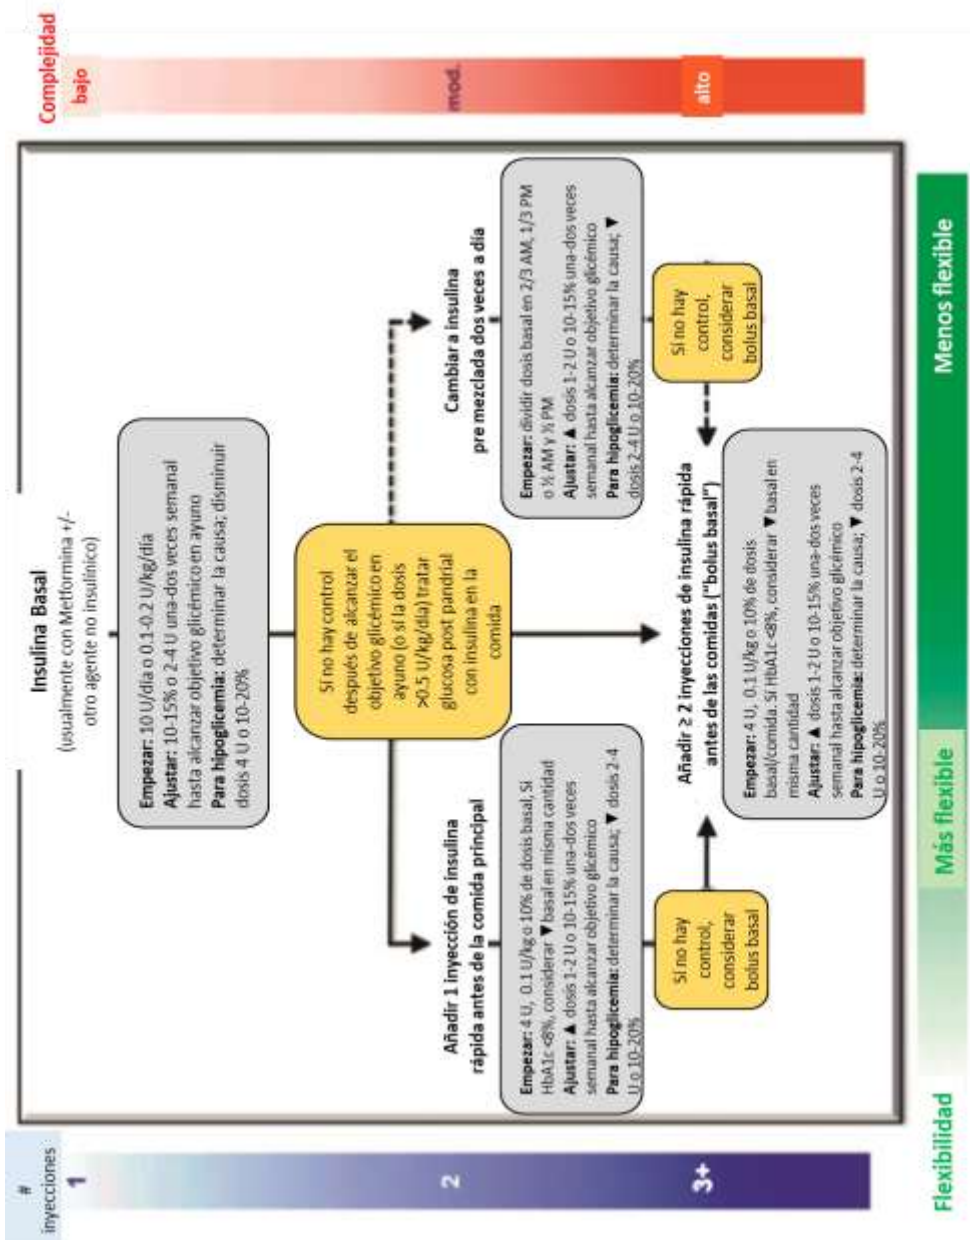 #
inyecciones
1
2
3+
Complejidad
bajo
mod.
alto
Insulina Basal
(usualmente con Metformina +/-
otro agente no insulínico)
Empezar: 10 U/día o 0.1-0.2 U/kg/día
Ajustar: 10-15% o 2-4 U una-dos veces semanal
hasta alcanzar objetivo glicémico en ayuno
Para hipoglicemia: determinar la causa; disminuir
dosis 4 U o 10-20%
Sí no hay control
después de alcanzar el
objetivo glicémico en
ayuno (o sí la dosis
>0.5 U/kg/día) tratar
glucosa post pandrial
con insulina en la
comida
Añadir 1 inyección de insulina
rápida antes de la comida principal
Empezar: 4 U, 0.1 U/kg o 10% de dosis basal, Sí
HbA1c <8%, considerar ▼basal en misma cantidad
Ajustar: ▲ dosis 1-2 U o 10-15% una-dos veces
semanal hasta alcanzar objetivo glicémico
Para hipoglicemia: determinar la causa; ▼ dosis 2-4
U o 10-20%
Cambiar a insulina
pre mezclada dos veces a día
Empezar: dividir dosis basal en 2/3 AM, 1/3 PM
o ½ AM y ½ PM
Ajustar: ▲ dosis 1-2 U o 10-15% una-dos veces
semanal hasta alcanzar objetivo glicémico
Para hipoglicemia: determinar la causa; ▼
dosis 2-4 U o 10-20%
Sí no hay
control,
considerar
bolus basal
Sí no hay
control,
considerar
bolus basal
Añadir ≥ 2 inyecciones de insulina rápida
antes de las comidas ("bolus basal")
Empezar: 4 U, 0.1 U/kg o 10% de dosis
basal/comida. Sí HbA1c <8%, considerar ▼basal en
misma cantidad
Ajustar: ▲ dosis 1-2 U o 10-15% una-dos veces
semanal hasta alcanzar objetivo glicémico
Para hipoglicemia: determinar la causa; ▼ dosis 2-4
U o 10-20%
Flexibilidad
Más flexible
Menos flexible